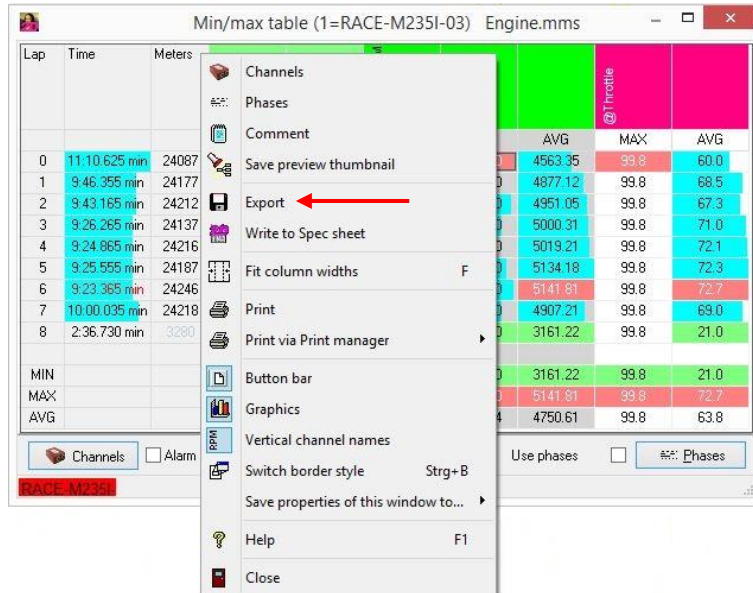 Min/max table (1=RACE-M235I-03) Engine.mms
Lap Time Meters @Throttle
AVG MAX AVG
0 11:10.625 min 24087 4563.35 99.8 60.0
1 9:46.355 min 24177 4877.12 99.8 68.5
2 9:43.165 min 24212 4951.05 99.8 67.3
3 9:26.265 min 24137 5000.31 99.8 71.0
4 9:24.865 min 24216 5019.21 99.8 72.1
5 9:25.555 min 24187 5134.18 99.8 72.3
6 9:23.365 min 24246 5141.81 99.8 72.7
7 10:00.035 min 24218 4907.21 99.8 69.0
8 2:36.730 min 3280 3161.22 99.8 21.0
MIN 3161.22 99.8 21.0
MAX 5141.81 99.8 72.7
AVG 4750.61 99.8 63.8
Channels Alarm Use phases Phases
RACE-M235I-
Channels
Phases
Comment
Save preview thumbnail
Export
Write to Spec sheet
Fit column widths F
Print
Print via Print manager
Button bar
Graphics
RPM Vertical channel names
Switch border style Strg+B
Save properties of this window to...
Help F1
Close